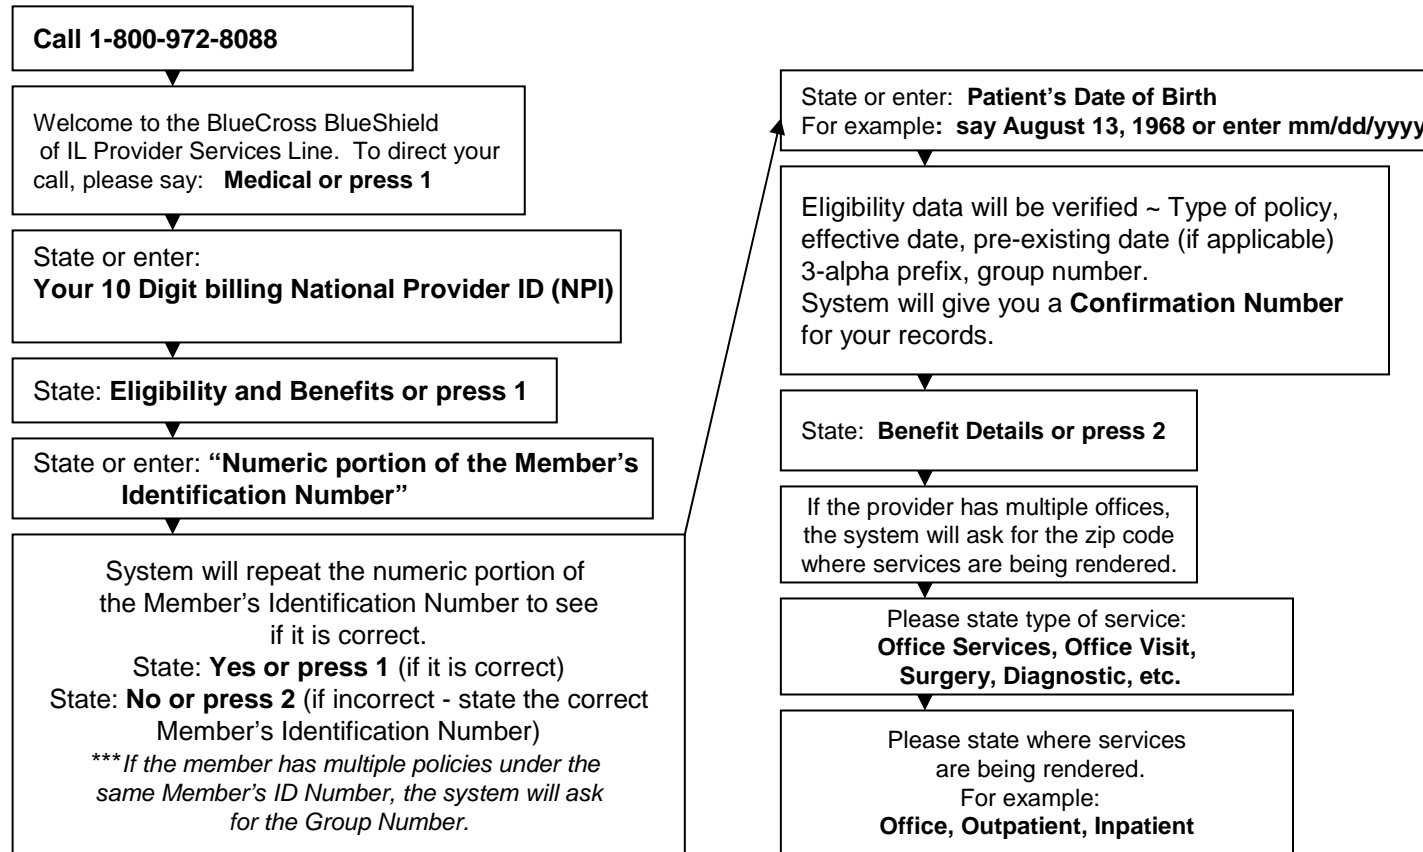 Call 1-800-972-8088
Welcome to the BlueCross BlueShield
of IL Provider Services Line. To direct your
call, please say: Medical or press 1
State or enter:
Your 10 Digit billing National Provider ID (NPI)
State: Eligibility and Benefits or press 1
State or enter: “Numeric portion of the Member’s
Identification Number”
System will repeat the numeric portion of
the Member’s Identification Number to see
if it is correct.
State: Yes or press 1 (if it is correct)
State: No or press 2 (if incorrect - state the correct
Member’s Identification Number)
***If the member has multiple policies under the
same Member’s ID Number, the system will ask
for the Group Number.
State or enter: Patient’s Date of Birth
For example: say August 13, 1968 or enter mm/dd/yyyy
Eligibility data will be verified ~ Type of policy,
effective date, pre-existing date (if applicable)
3-alpha prefix, group number.
System will give you a Confirmation Number
for your records.
State: Benefit Details or press 2
If the provider has multiple offices,
the system will ask for the zip code
where services are being rendered.
Please state type of service:
Office Services, Office Visit,
Surgery, Diagnostic, etc.
Please state where services
are being rendered.
For example:
Office, Outpatient, Inpatient